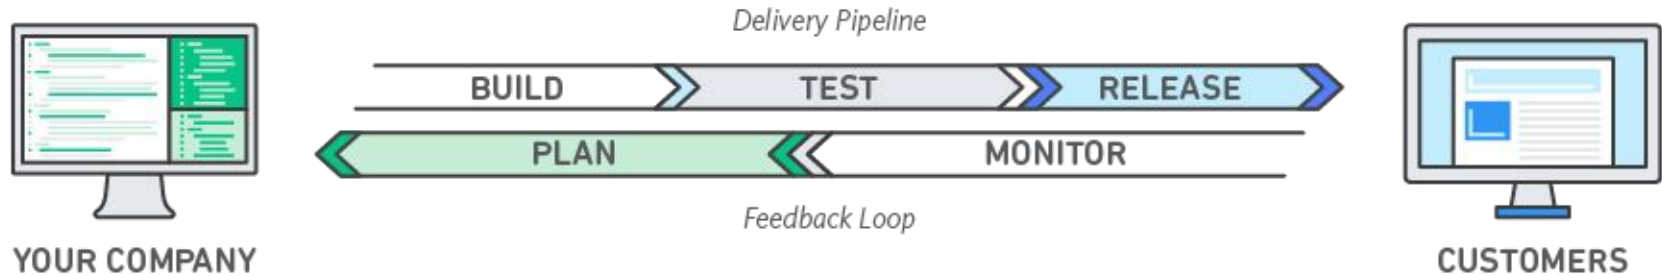 Delivery Pipeline
BUILD TEST RELEASE
PLAN MONITOR
Feedback Loop
YOUR COMPANY CUSTOMERS